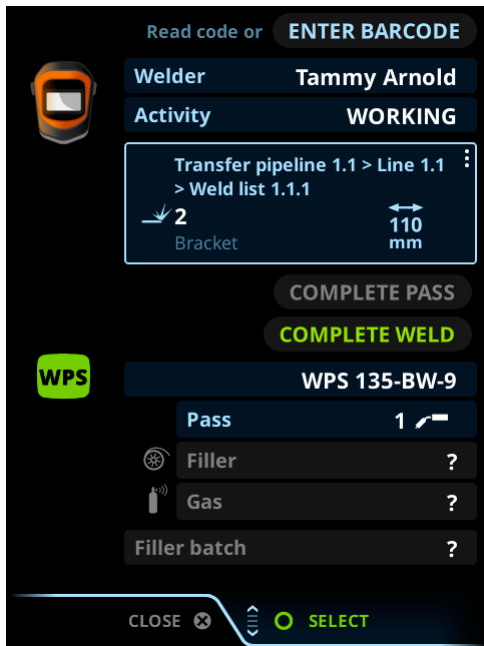 Read code or ENTER BARCODE
Welder Tammy Arnold
Activity WORKING
Transfer pipeline 1.1 > Line 1.1
> Weld list 1.1.1
2
110
Bracket mm
COMPLETE PASS
COMPLETE WELD
WPS WPS 135-BW-9
Pass 1
Filler ?
Gas ?
Filler batch ?
CLOSE SELECT